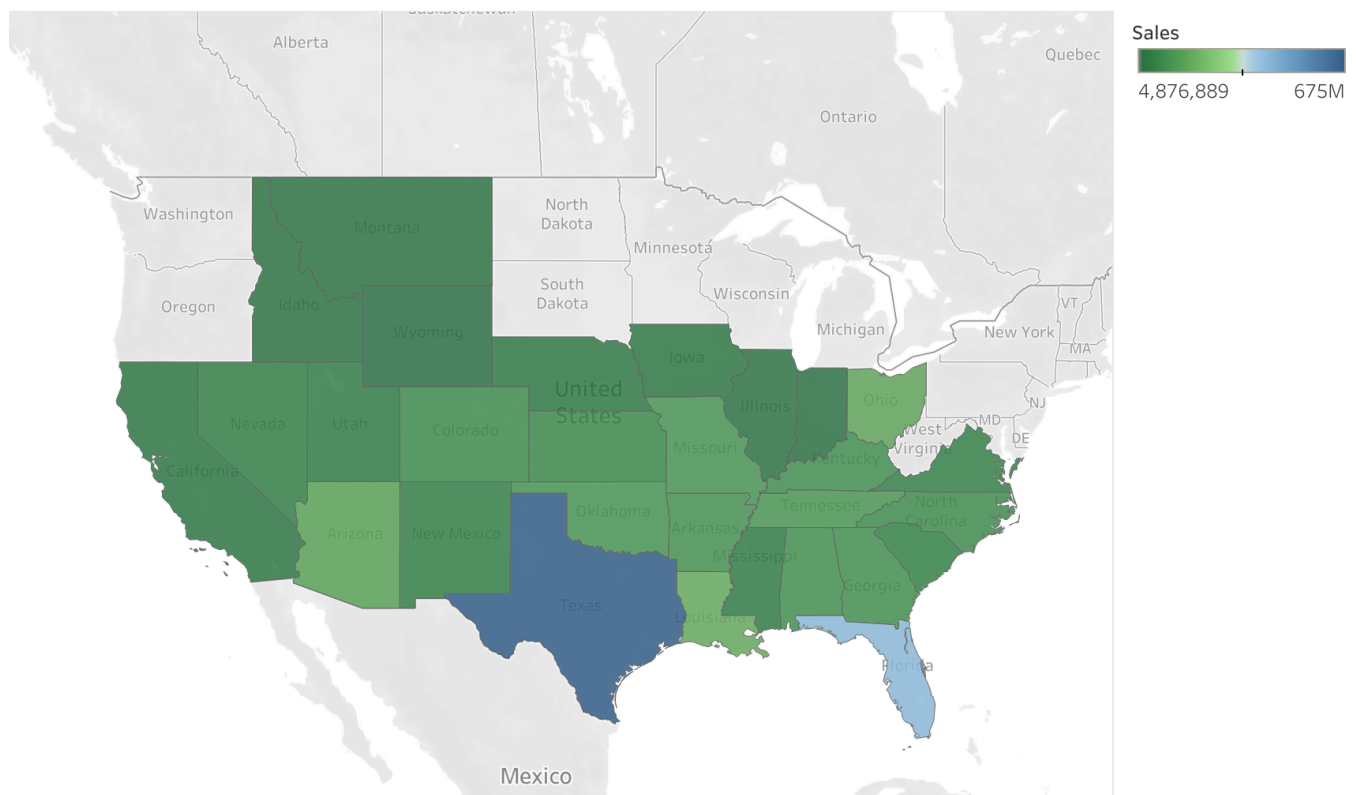 Saskatchewan
Alberta
Quebec
Ontario
Washington
Montana
North
Dakota
Minnesota
Oregon
Idaho
Wyoming
South
Dakota
Wisconsin
Michigan
New York
VT
MA
Iowa
United
States
Nevada
Utah
Colorado
Illinois
Ohio
NJ
MD
DE
West
Virginia
California
Missouri
Kentucky
Arizona
New Mexico
Oklahoma
Arkansas
Tennessee
North
Carolina
Mississippi
Georgia
Texas
Louisiana
Florida
Mexico
Sales
4,876,889
675M